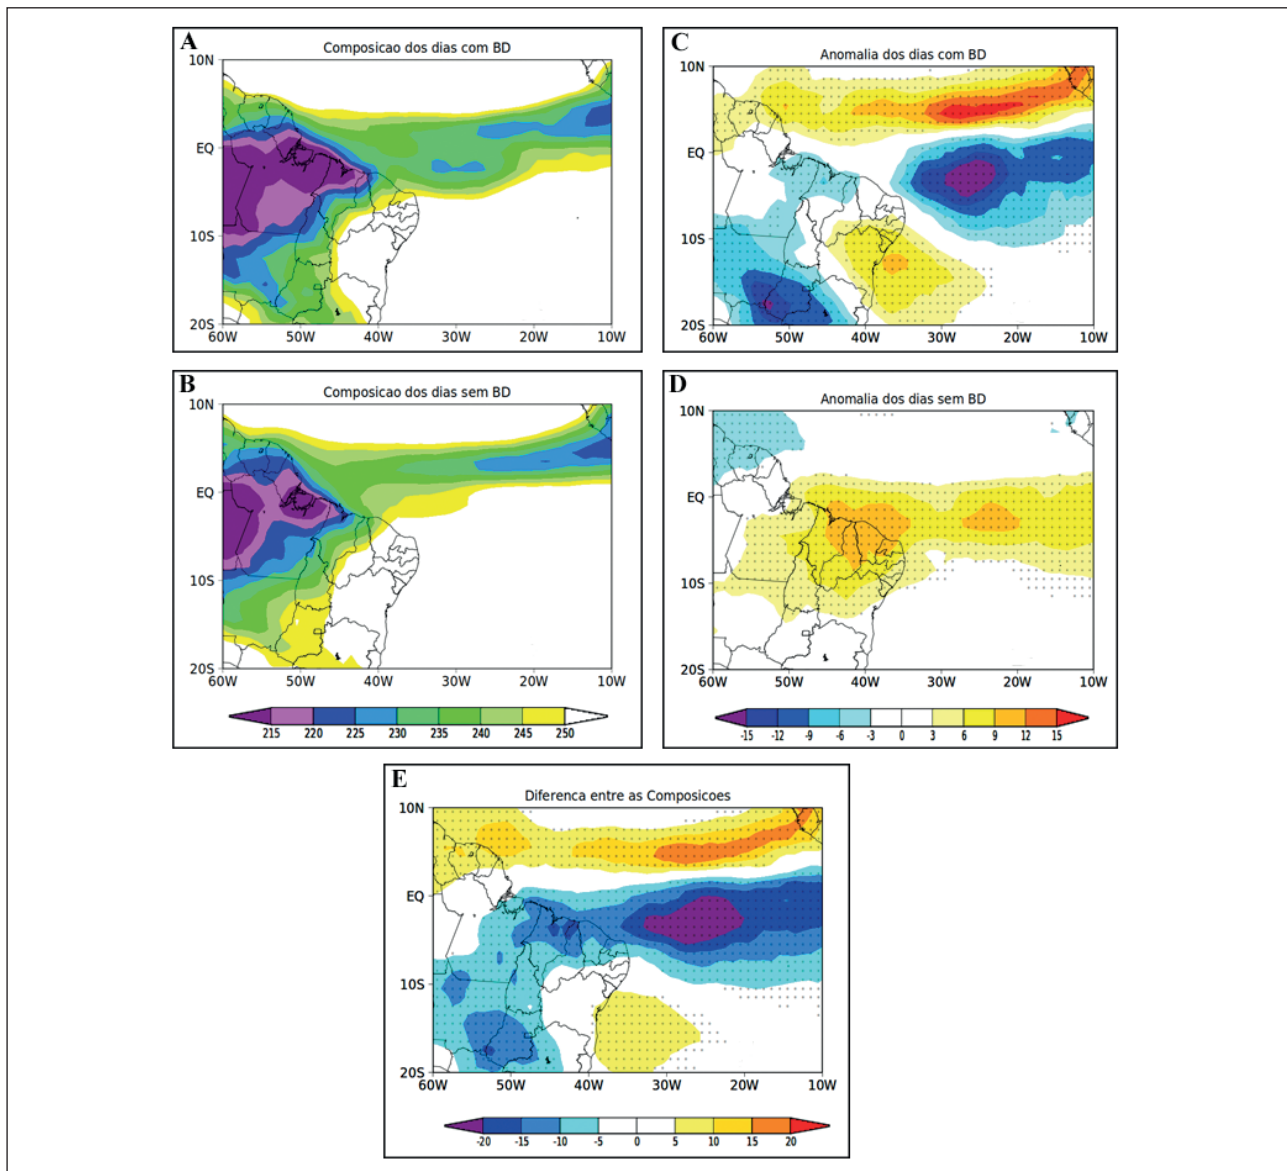 A
Composicao dos dias com BD
10N
EQ
10S
20S
60W 50W 40W 30W 20W 10W
C
Anomalia dos dias com BD
10N
EQ
10S
20S
60W 50W 40W 30W 20W 10W
B
Composicao dos dias sem BD
10N
EQ
10S
20S
60W 50W 40W 30W 20W 10W
215 220 225 230 235 240 245 250
D
Anomalia dos dias sem BD
10N
EQ
10S
20S
60W 50W 40W 30W 20W 10W
-15 -12 -9 -6 -3 0 3 6 9 12 15
E
Diferenca entre as Composicoes
10N
EQ
10S
20S
60W 50W 40W 30W 20W 10W
-20 -15 -10 -5 0 5 10 15 20